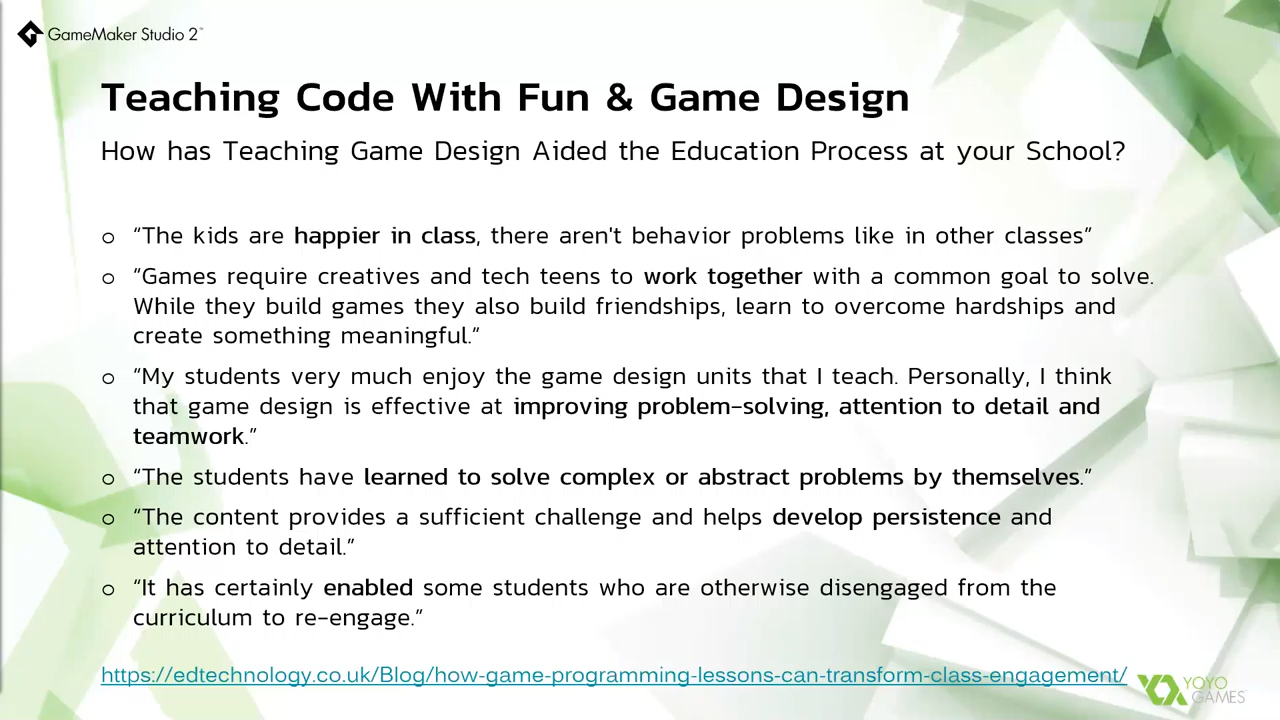 GameMaker Studio 2™
Teaching Code With Fun & Game Design
How has Teaching Game Design Aided the Education Process at your School?
o “The kids are happier in class, there aren't behavior problems like in other classes”
o “Games require creatives and tech teens to work together with a common goal to solve.
While they build games they also build friendships, learn to overcome hardships and
create something meaningful.”
o “My students very much enjoy the game design units that I teach. Personally, I think
that game design is effective at improving problem-solving, attention to detail and
teamwork.”
o “The students have learned to solve complex or abstract problems by themselves.”
o “The content provides a sufficient challenge and helps develop persistence and
attention to detail.”
o “It has certainly enabled some students who are otherwise disengaged from the
curriculum to re-engage.”
https://edtechnology.co.uk/Blog/how-game-programming-lessons-can-transform-class-engagement/
YOYO
GAMES™